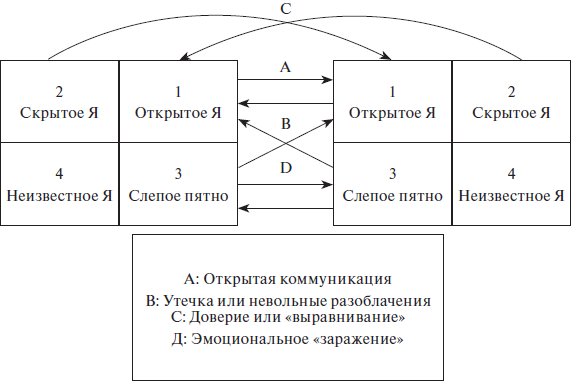 C
2
Скрытое Я
1
Открытое Я
A
1
Открытое Я
2
Скрытое Я
B
4
Неизвестное Я
3
Слепое пятно
D
3
Слепое пятно
4
Неизвестное Я
A: Открытая коммуникация
B: Утечка или невольные разоблачения
C: Доверие или «выравнивание»
Д: Эмоциональное «заражение»